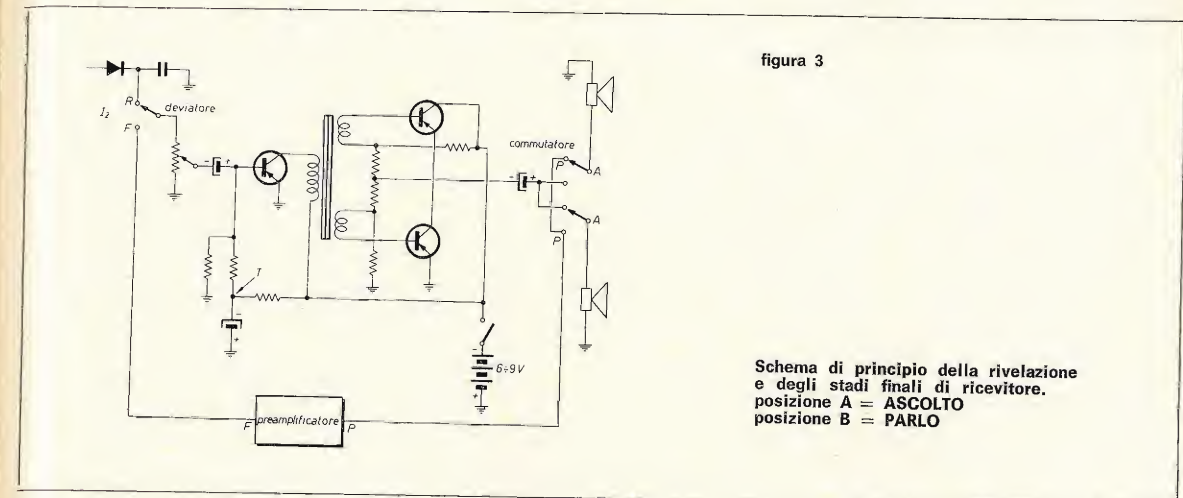 figura 3
R
deviatore
I2
F
- +
commutatore
P
A
- +
A
P
T
-
+
-
6÷9V
+
F
preamplificatore
P
Schema di principio della rivelazione
e degli stadi finali di ricevitore.
posizione A = ASCOLTO
posizione B = PARLO